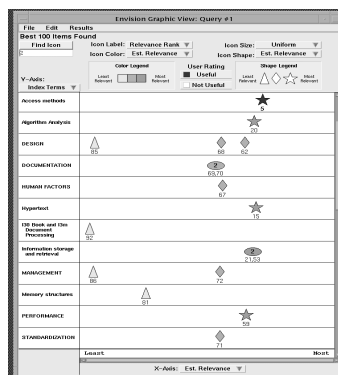 Envision Graphic View: Query #1
File Edit Results
Best 100 Items Found
Find Icon
Icon Label: Relevance Rank
Icon Size: Uniform
Icon Color: Est. Relevance
Icon Shape: Est. Relevance
Color Legend
User Rating
Shape Legend
Least Relevant
Most Relevant
Useful
Not Useful
Least Relevant
Most Relevant
Y-Axis:
Index Terms
Access methods
5
Algorithm Analysis
20
DESIGN
85
68
62
DOCUMENTATION
2
69,70
HUMAN FACTORS
67
Hypertext
15
I30 Book and I3m
Document
Processing
92
Information storage
and retrieval
2
21,53
MANAGEMENT
86
72
Memory structures
81
PERFORMANCE
59
STANDARDIZATION
71
Least
Most
X-Axis: Est. Relevance